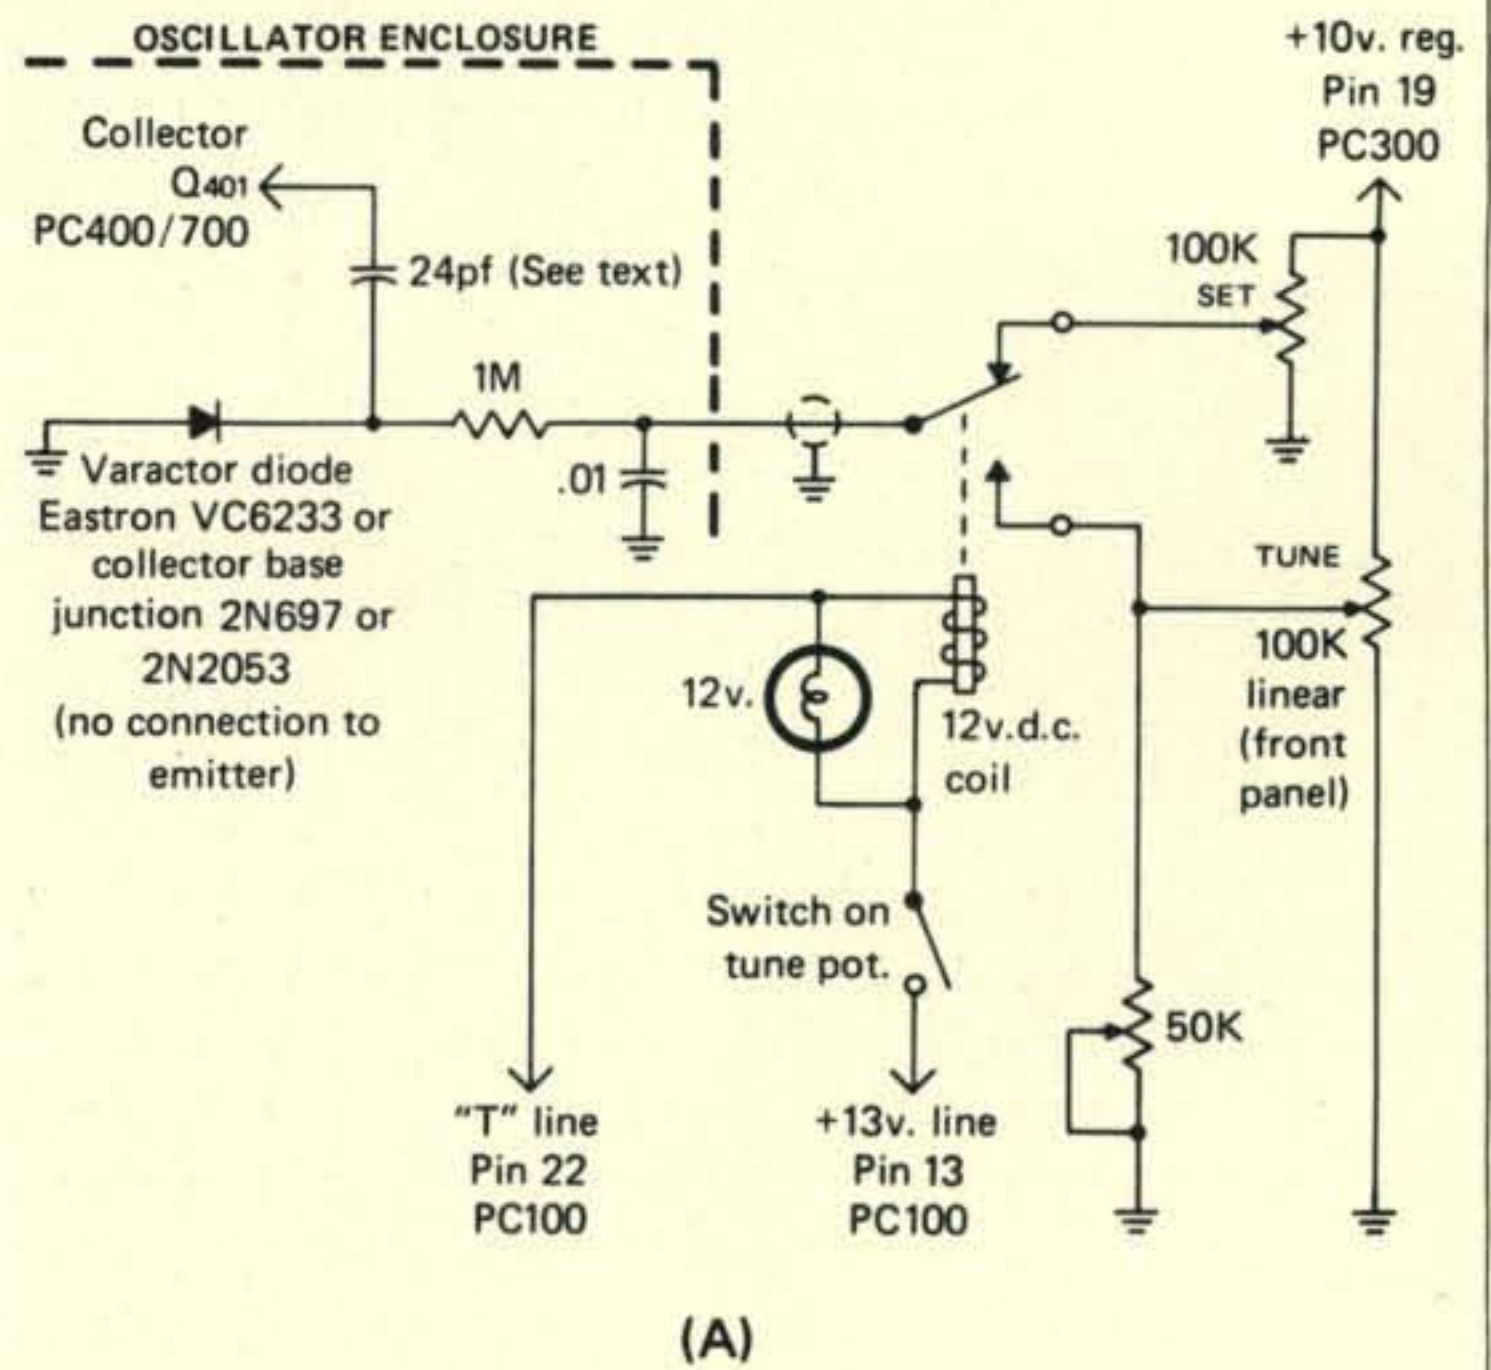 OSCILLATOR ENCLOSURE
+10v. reg.
Pin 19
PC300
Collector
Q401
PC400/700
24pf (See text)
100K
SET
1M
.01
Varactor diode
Eastron VC6233 or
collector base
junction 2N697 or
2N2053
(no connection to
emitter)
TUNE
100K
linear
(front
panel)
12v.
12v.d.c.
coil
Switch on
tune pot.
50K
"T" line
Pin 22
PC100
+13v. line
Pin 13
PC100
(A)